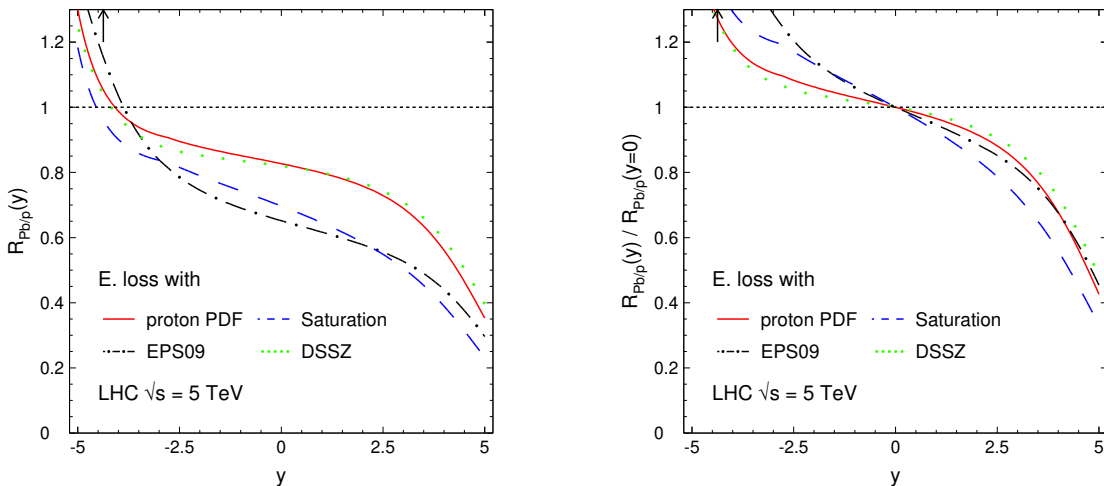 1.2
1
0.8
0.6
0.4
0.2
0
R_Pb/p(y)
E. loss with
proton PDF
Saturation
EPS09
DSSZ
LHC √s = 5 TeV
-5 -2.5 0 2.5 5
y
1.2
1
0.8
0.6
0.4
0.2
0
R_Pb/p(y) / R_Pb/p(y=0)
E. loss with
proton PDF
Saturation
EPS09
DSSZ
LHC √s = 5 TeV
-5 -2.5 0 2.5 5
y